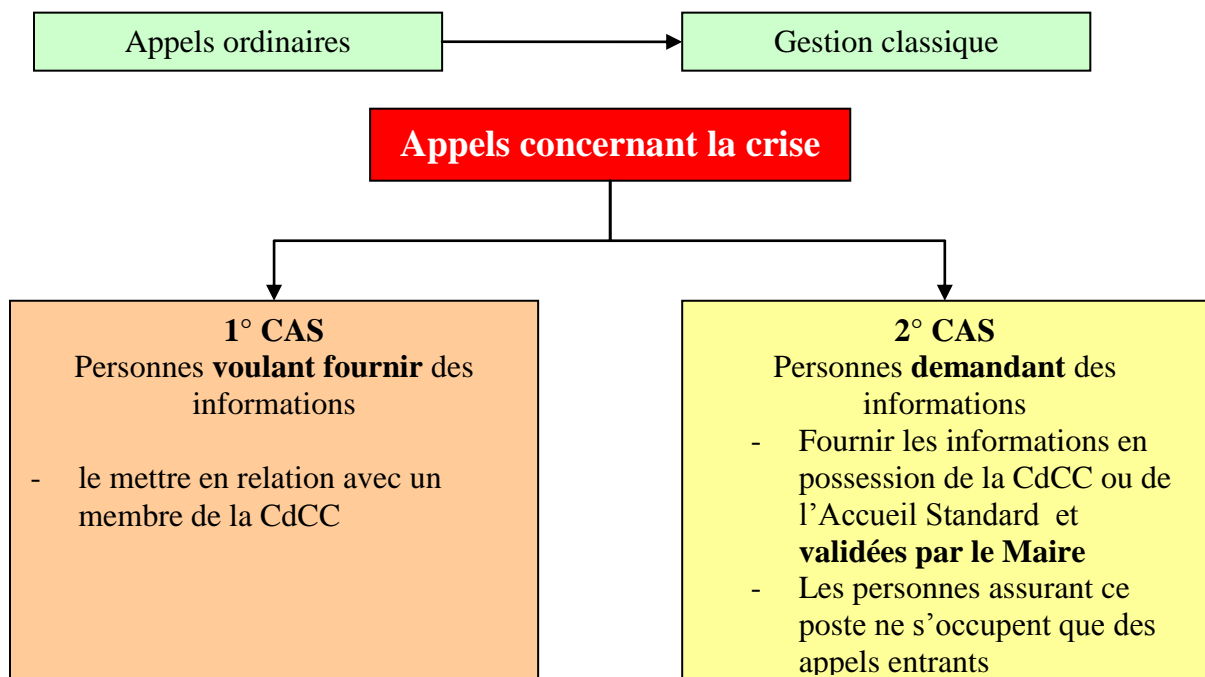 Appels ordinaires
Gestion classique
Appels concernant la crise
1° CAS
Personnes voulant fournir des
informations
- le mettre en relation avec un
membre de la CdCC
2° CAS
Personnes demandant des
informations
- Fournir les informations en
possession de la CdCC ou de
l’Accueil Standard et
validées par le Maire
- Les personnes assurant ce
poste ne s’occupent que des
appels entrants